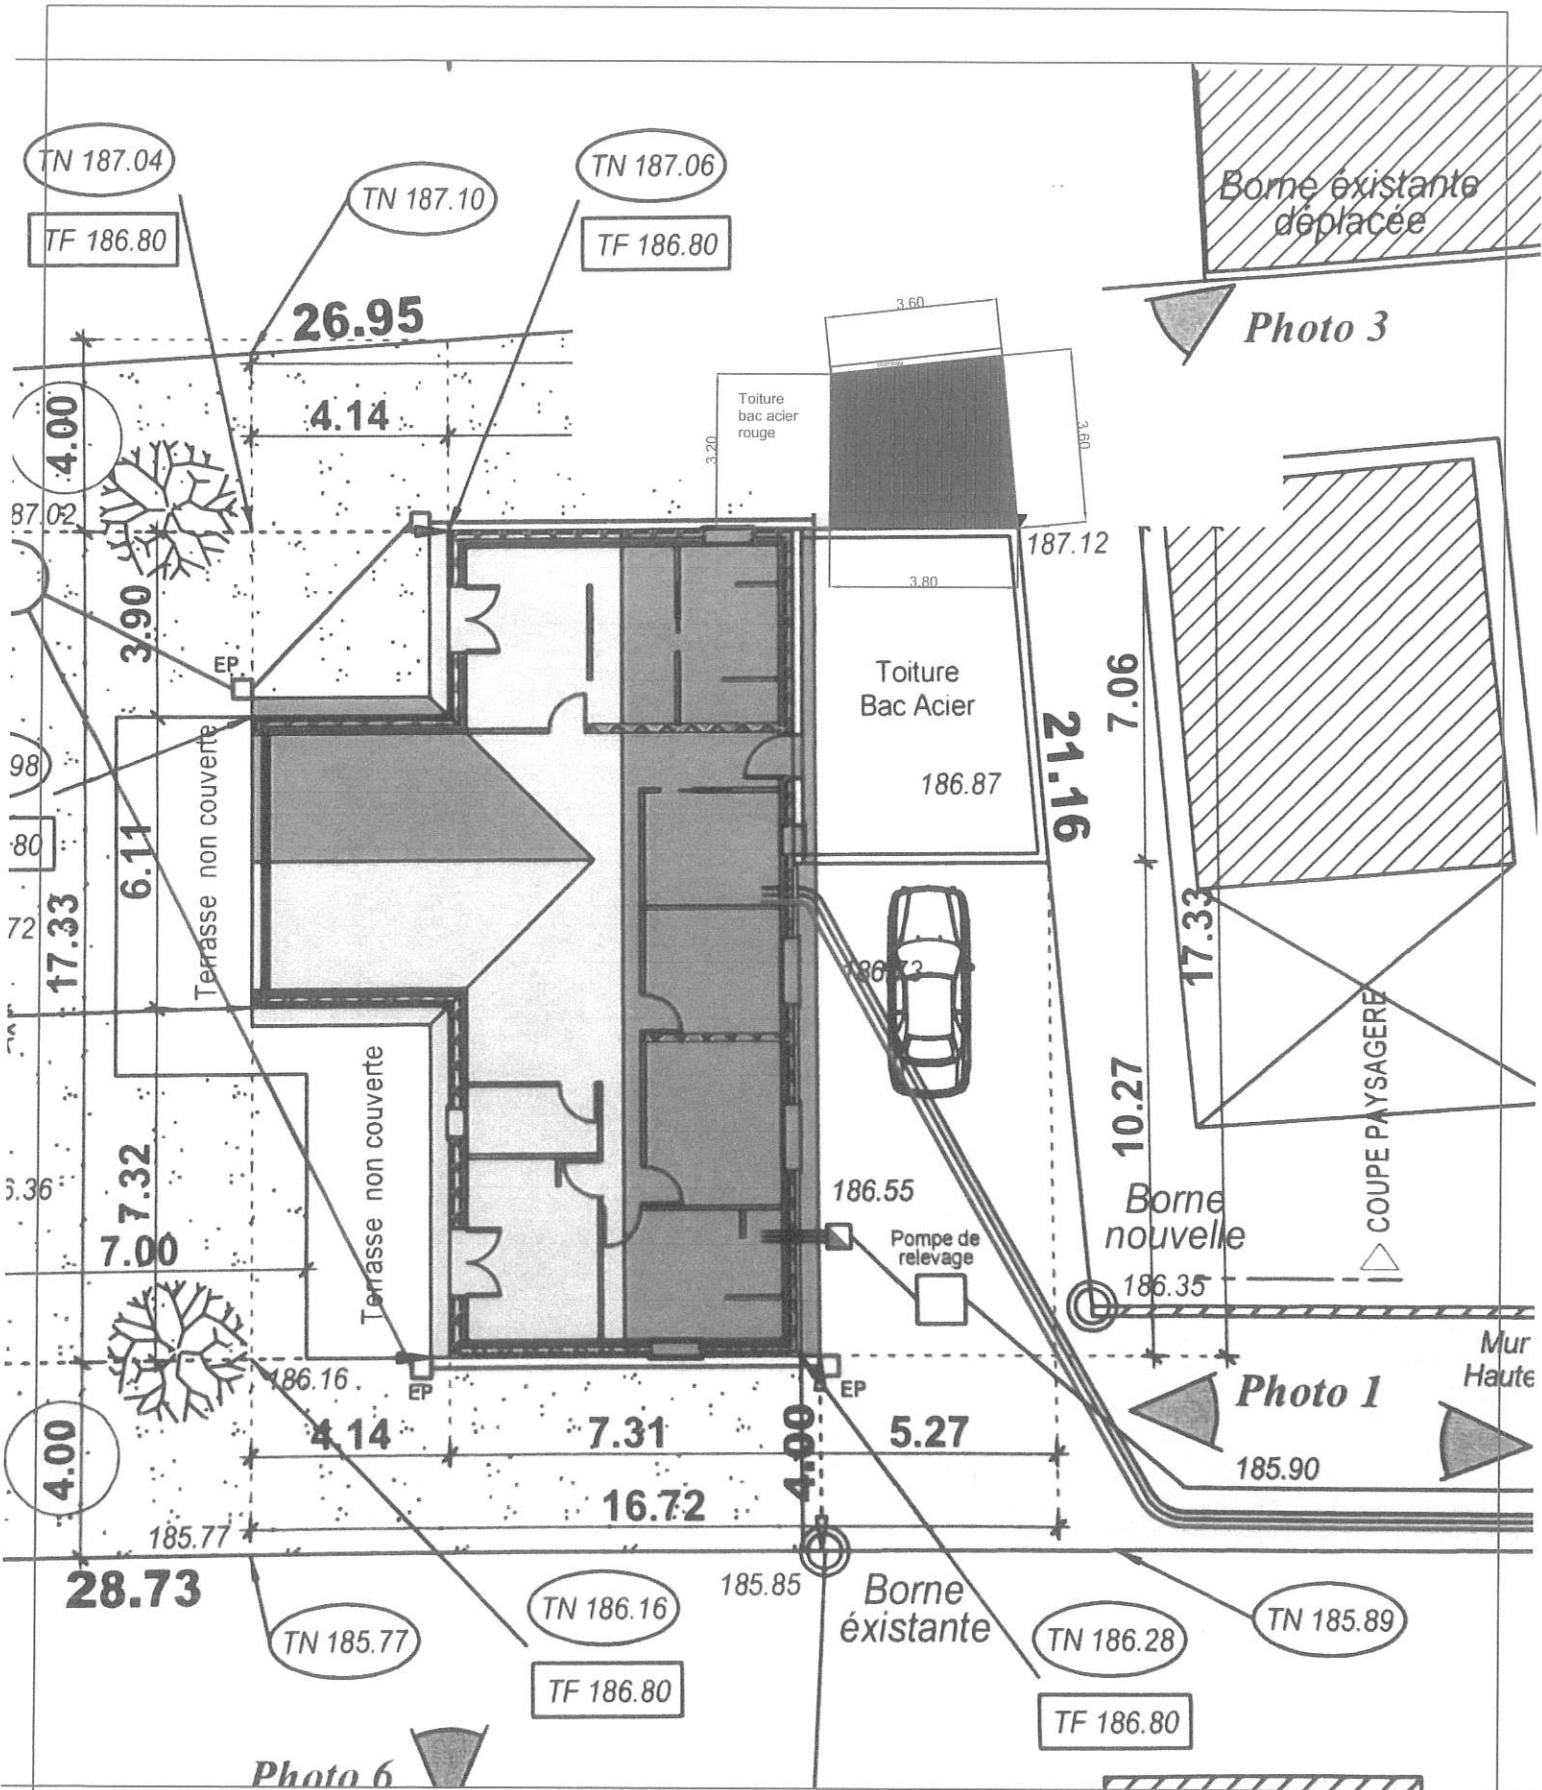 TN 187.04
TF 186.80
TN 187.10
TN 187.06
TF 186.80
Borne éxistante
déplacée
Photo 3
26.95
3.60
4.14
4.00
Toiture
bac acier
rouge
3.20
3.60
87.02
187.12
3.80
3.90
EP
Toiture
Bac Acier
7.06
21.16
186.87
98
80
6.11
Terrasse non couverte
72
17.33
186.73
17.33
COUPE PAYSAGERE
Terrasse non couverte
10.27
6.36
7.32
186.55
Borne
nouvelle
Pompe de
relevage
7.00
186.35
Mur
Haute
186.16
EP
EP
Photo 1
4.00
4.14
7.31
4.09
5.27
185.90
16.72
185.77
28.73
185.85
Borne
éxistante
TN 185.77
TN 186.16
TF 186.80
TN 186.28
TF 186.80
TN 185.89
Photo 6